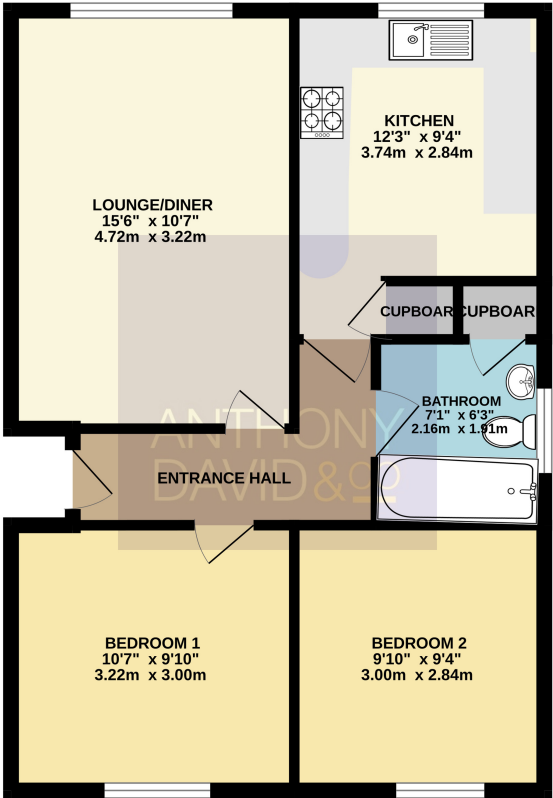 LOUNGE/DINER
15'6" x 10'7"
4.72m x 3.22m
KITCHEN
12'3" x 9'4"
3.74m x 2.84m
CUPBOAR
CUPBOAR
BATHROOM
7'1" x 6'3"
2.16m x 1.91m
ANTHONY
DAVID &CO
ENTRANCE HALL
BEDROOM 1
10'7" x 9'10"
3.22m x 3.00m
BEDROOM 2
9'10" x 9'4"
3.00m x 2.84m